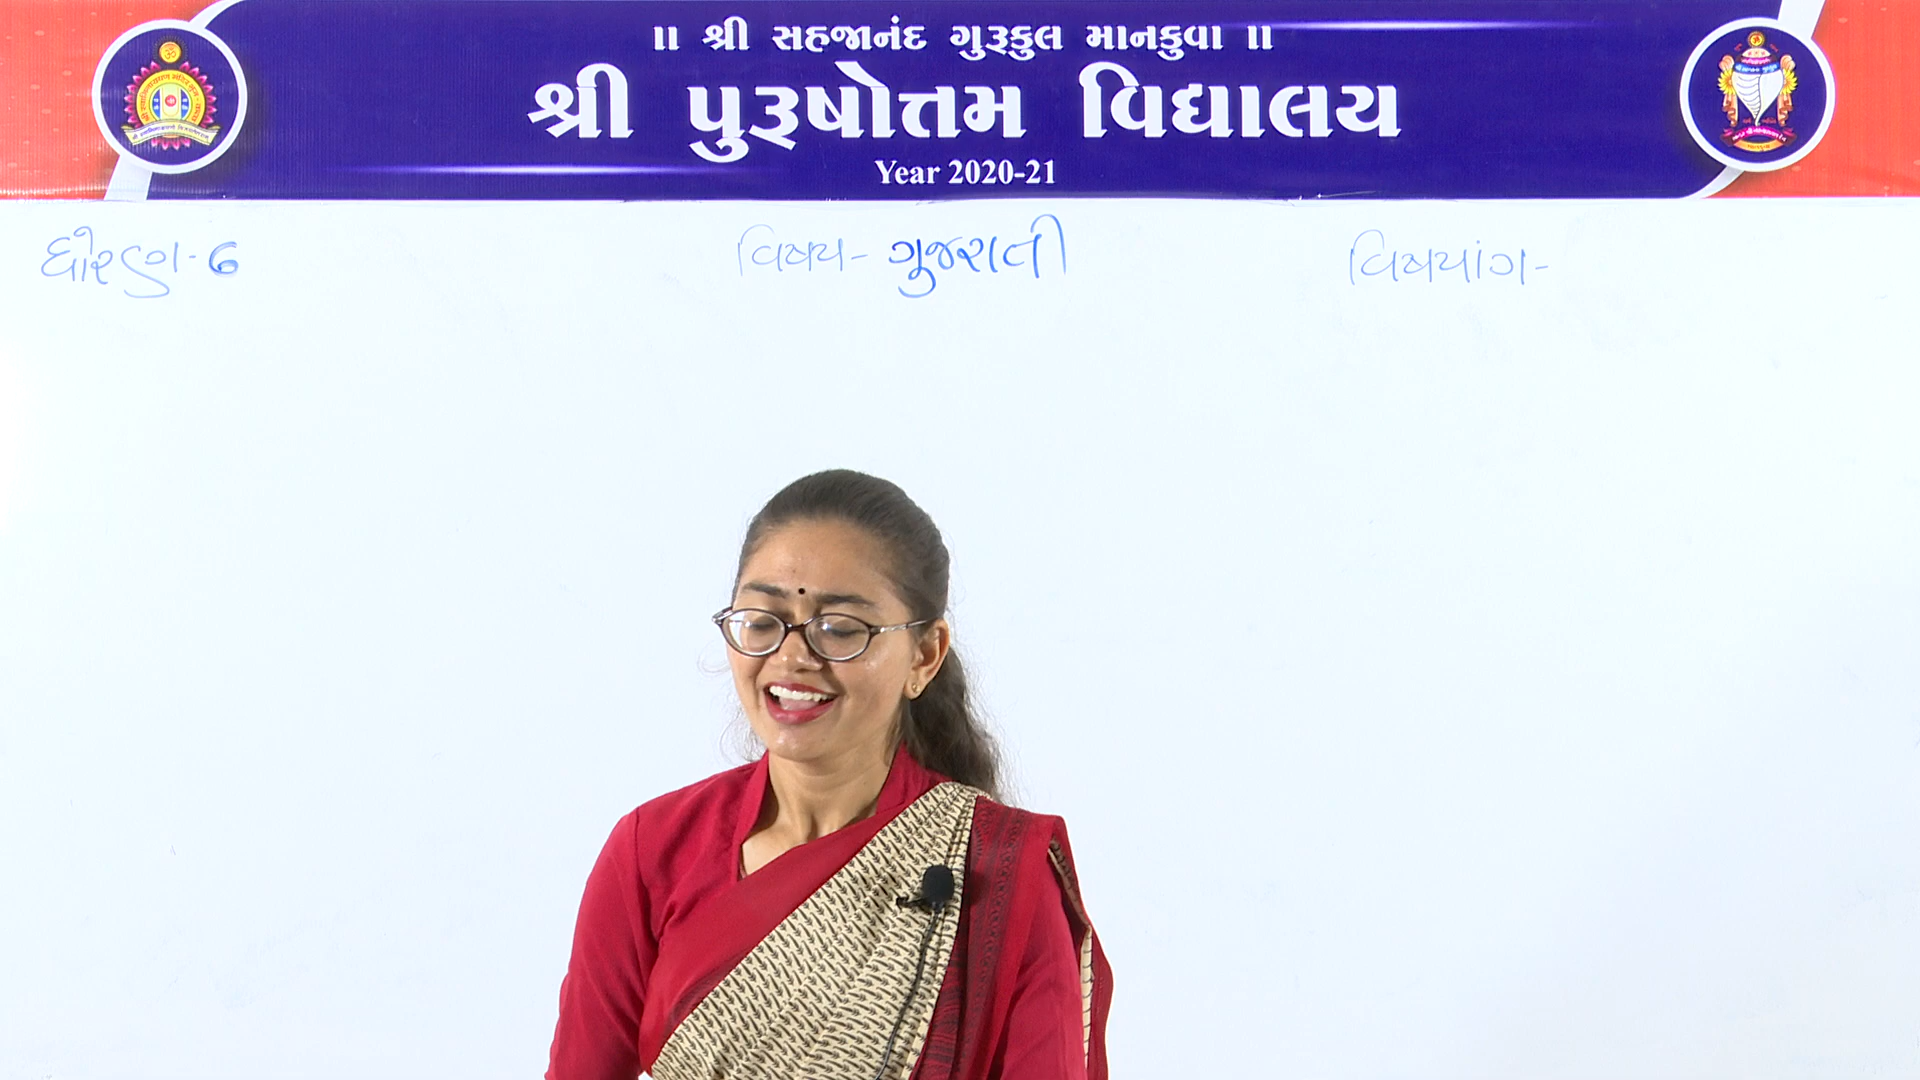 ॥ શ્રી સહજાનંદ ગુરૂકુલ માનકુવા ॥
શ્રી પુરૂષોતમ વિદ્યાલય
Year 2020-21
ધોરણ-6 વિષય- ગુજરાતી વિષયાંગ-